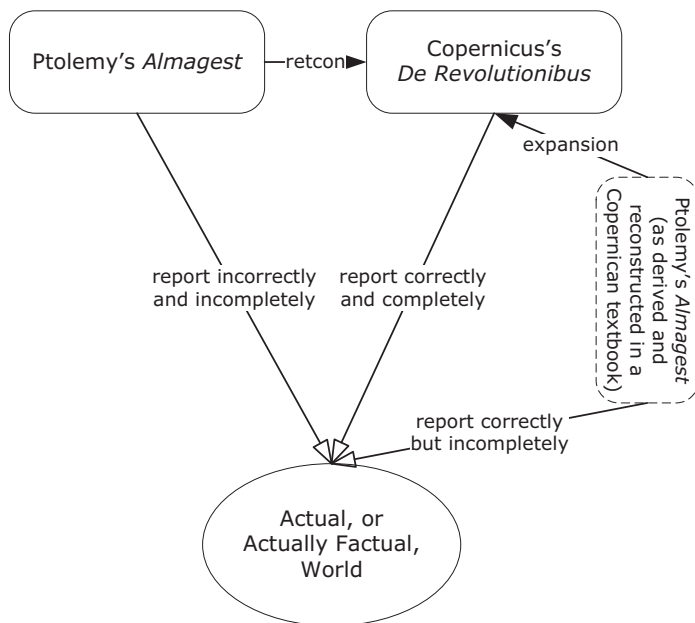 Ptolemy’s Almagest
retcon
Copernicus’s
De Revolutionibus
expansion
Ptolemy’s Almagest
(as derived and
reconstructed in a
Copernican textbook)
report incorrectly
and incompletely
report correctly
and completely
report correctly
but incompletely
Actual, or
Actually Factual,
World